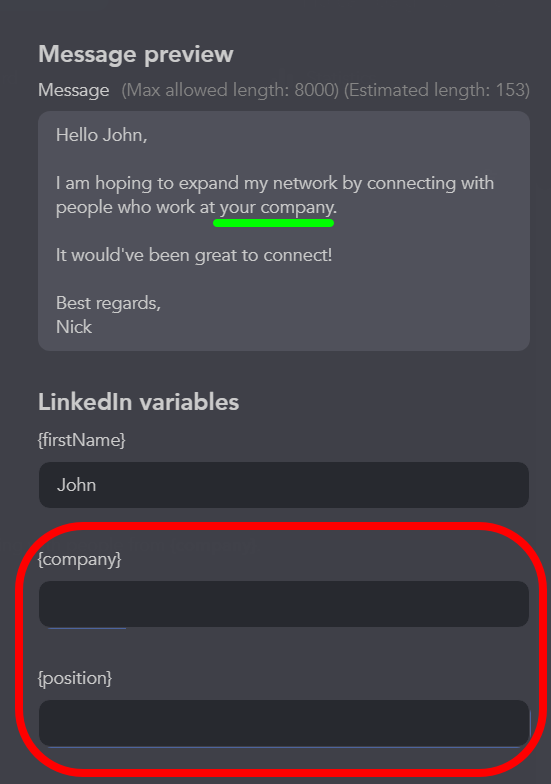 Message preview
Message (Max allowed length: 8000) (Estimated length: 153)
Hello John,
I am hoping to expand my network by connecting with
people who work at your company.
It would've been great to connect!
Best regards,
Nick
LinkedIn variables
{firstName}
John
{company}
{position}